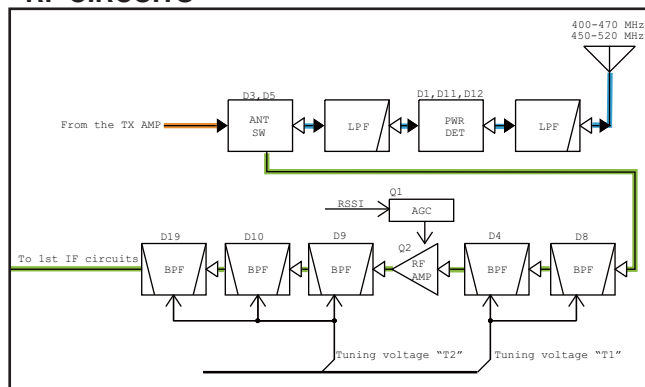 RF CIRCUITS
400-470 MHz
450-520 MHz
D3,D5
D1,D11,D12
From the TX AMP
ANT
SW
LPF
PWR
DET
LPF
Q1
RSSI
AGC
D19
D10
D9
Q2
D4
D8
To 1st IF circuits
BPF
BPF
BPF
RF
AMP
BPF
BPF
Tuning voltage "T2"
Tuning voltage "T1"